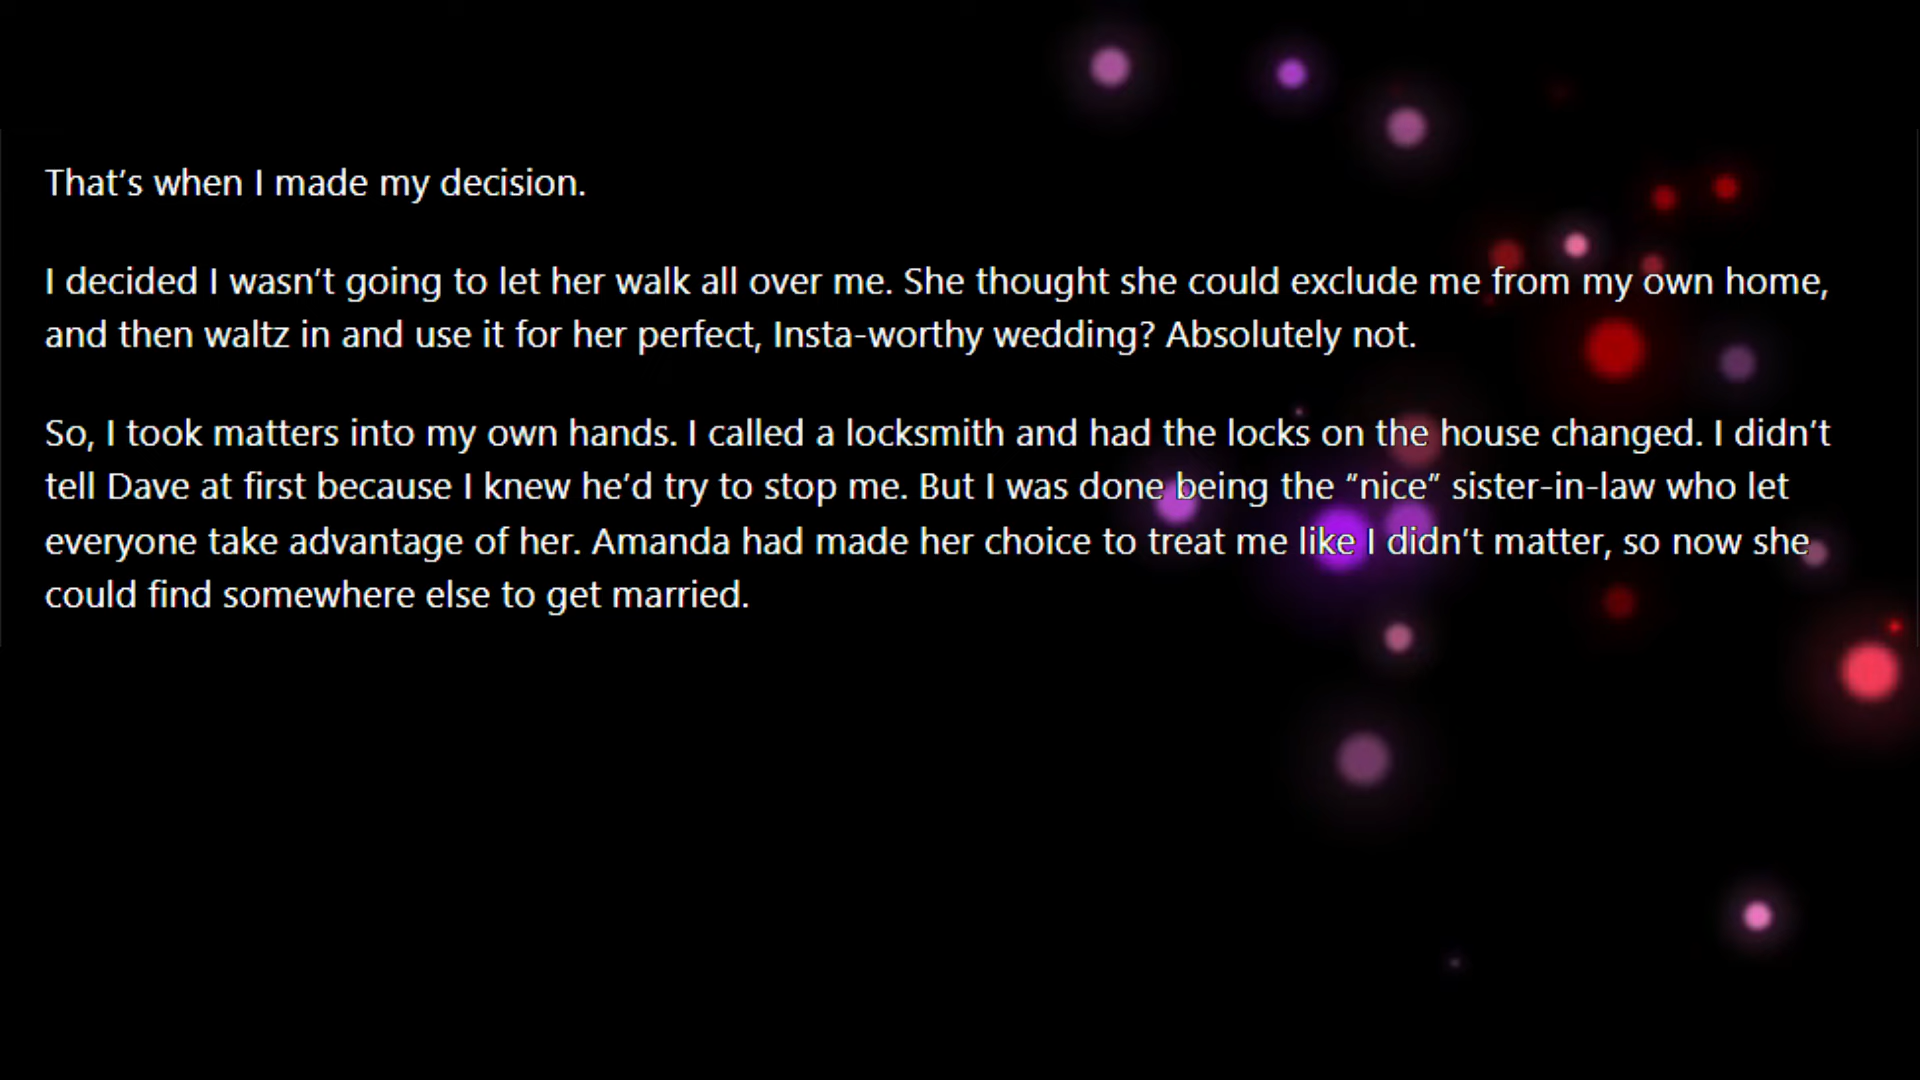 That’s when I made my decision.
I decided I wasn’t going to let her walk all over me. She thought she could exclude me from my own home,
and then waltz in and use it for her perfect, Insta-worthy wedding? Absolutely not.
So, I took matters into my own hands. I called a locksmith and had the locks on the house changed. I didn’t
tell Dave at first because I knew he’d try to stop me. But I was done being the “nice” sister-in-law who let
everyone take advantage of her. Amanda had made her choice to treat me like I didn’t matter, so now she
could find somewhere else to get married.